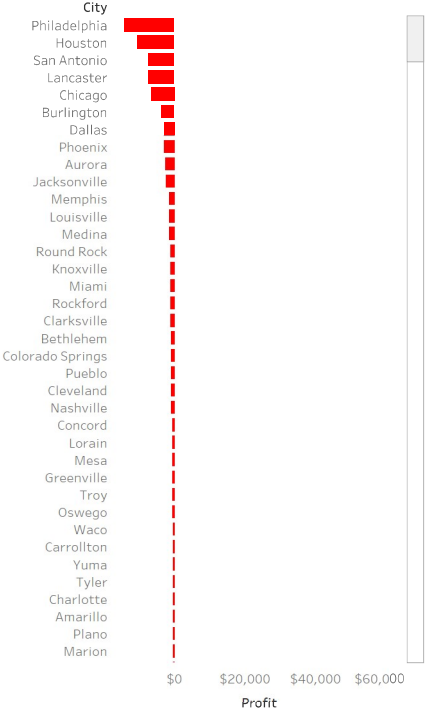 City
Philadelphia
Houston
San Antonio
Lancaster
Chicago
Burlington
Dallas
Phoenix
Aurora
Jacksonville
Memphis
Louisville
Medina
Round Rock
Knoxville
Miami
Rockford
Clarksville
Bethlehem
Colorado Springs
Pueblo
Cleveland
Nashville
Concord
Lorain
Mesa
Greenville
Troy
Oswego
Waco
Carrollton
Yuma
Tyler
Charlotte
Amarillo
Plano
Marion
$0 $20,000 $40,000 $60,000
Profit